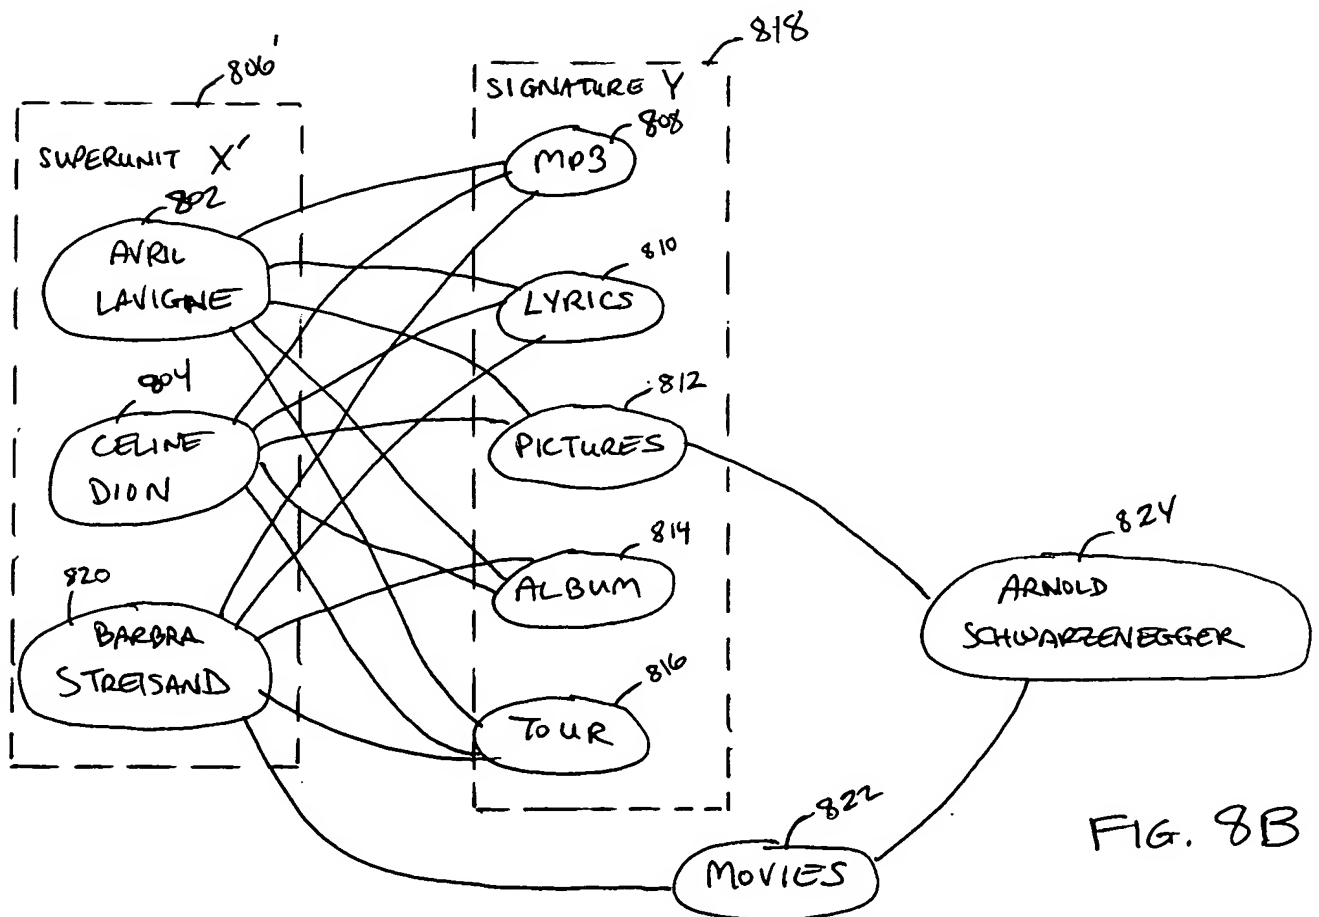 806'
SUPERUNIT X'
802
AVRIL
LAVIGNE
804
CELINE
DION
820
BARBRA
STREISAND
818
SIGNATURE Y
808
MP3
810
LYRICS
812
PICTURES
814
ALBUM
816
TOUR
822
MOVIES
824
ARNOLD
SCHWARZENEGGER
FIG. 8B